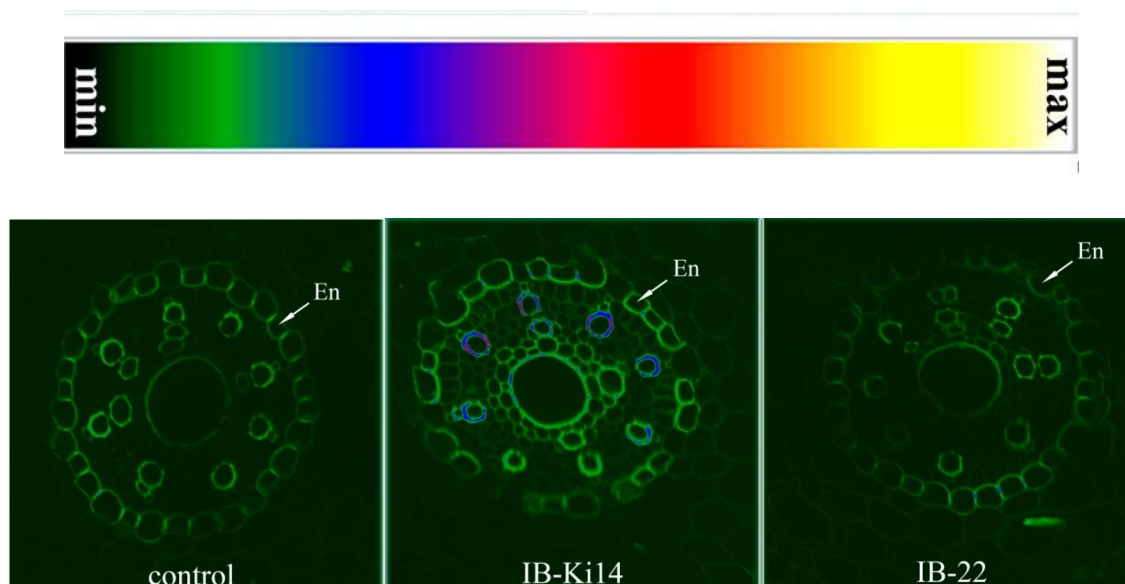 min
max
En
En
En
control
IB-Ki14
IB-22